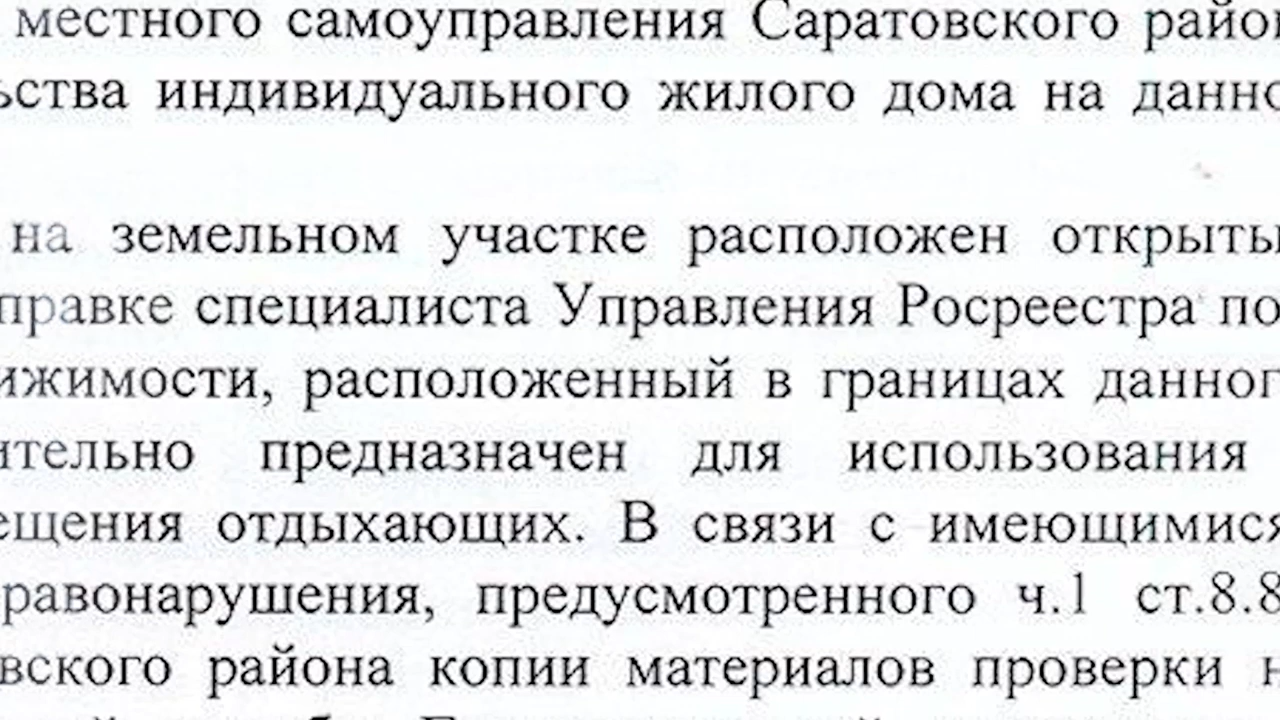 местного самоуправления Саратовского район
ьства индивидуального жилого дома на данно
на земельном участке расположен открыты
правке специалиста Управления Росреестра по
ижимости, расположенный в границах данног
ительно предназначен для использования
ещения отдыхающих. В связи с имеющимися
равонарушения, предусмотренного ч.1 ст.8.8
вского района копии материалов проверки н